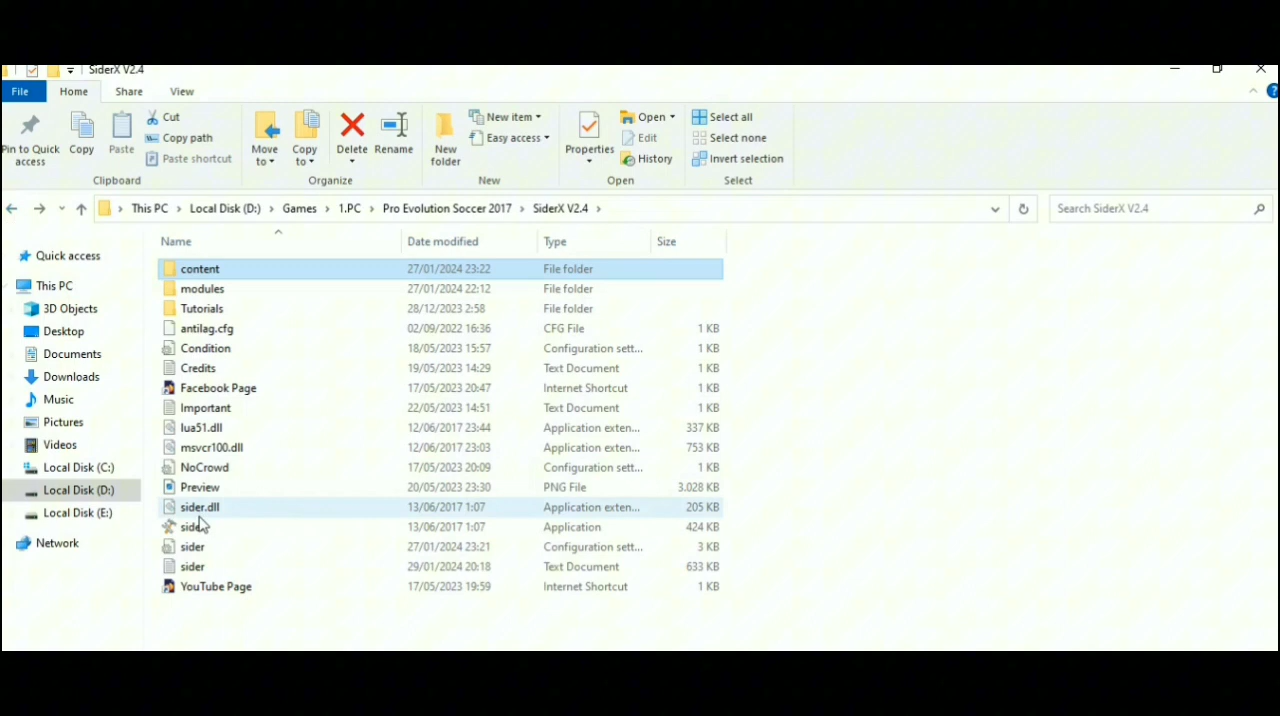 SiderX V2.4
File Home Share View
Pin to Quick access
Copy
Paste
Cut
Copy path
Paste shortcut
Clipboard
Move to
Copy to
Delete
Rename
Organize
New folder
New item
Easy access
New
Properties
Open
Edit
History
Open
Select all
Select none
Invert selection
Select
This PC > Local Disk (D:) > Games > 1.PC > Pro Evolution Soccer 2017 > SiderX V2.4 >
Search SiderX V2.4
Quick access
This PC
3D Objects
Desktop
Documents
Downloads
Music
Pictures
Videos
Local Disk (C:)
Local Disk (D:)
Local Disk (E:)
Network
Name Date modified Type Size
content 27/01/2024 23:22 File folder
modules 27/01/2024 22:12 File folder
Tutorials 28/12/2023 2:58 File folder
antilag.cfg 02/09/2022 16:36 CFG File 1 KB
Condition 18/05/2023 15:57 Configuration sett... 1 KB
Credits 19/05/2023 14:29 Text Document 1 KB
Facebook Page 17/05/2023 20:47 Internet Shortcut 1 KB
Important 22/05/2023 14:51 Text Document 1 KB
lua51.dll 12/06/2017 23:44 Application exten... 337 KB
msvcr100.dll 12/06/2017 23:03 Application exten... 753 KB
NoCrowd 17/05/2023 20:09 Configuration sett... 1 KB
Preview 20/05/2023 23:30 PNG File 3.028 KB
sider.dll 13/06/2017 1:07 Application exten... 205 KB
sider 13/06/2017 1:07 Application 424 KB
sider 27/01/2024 23:21 Configuration sett... 3 KB
sider 29/01/2024 20:18 Text Document 633 KB
YouTube Page 17/05/2023 19:59 Internet Shortcut 1 KB